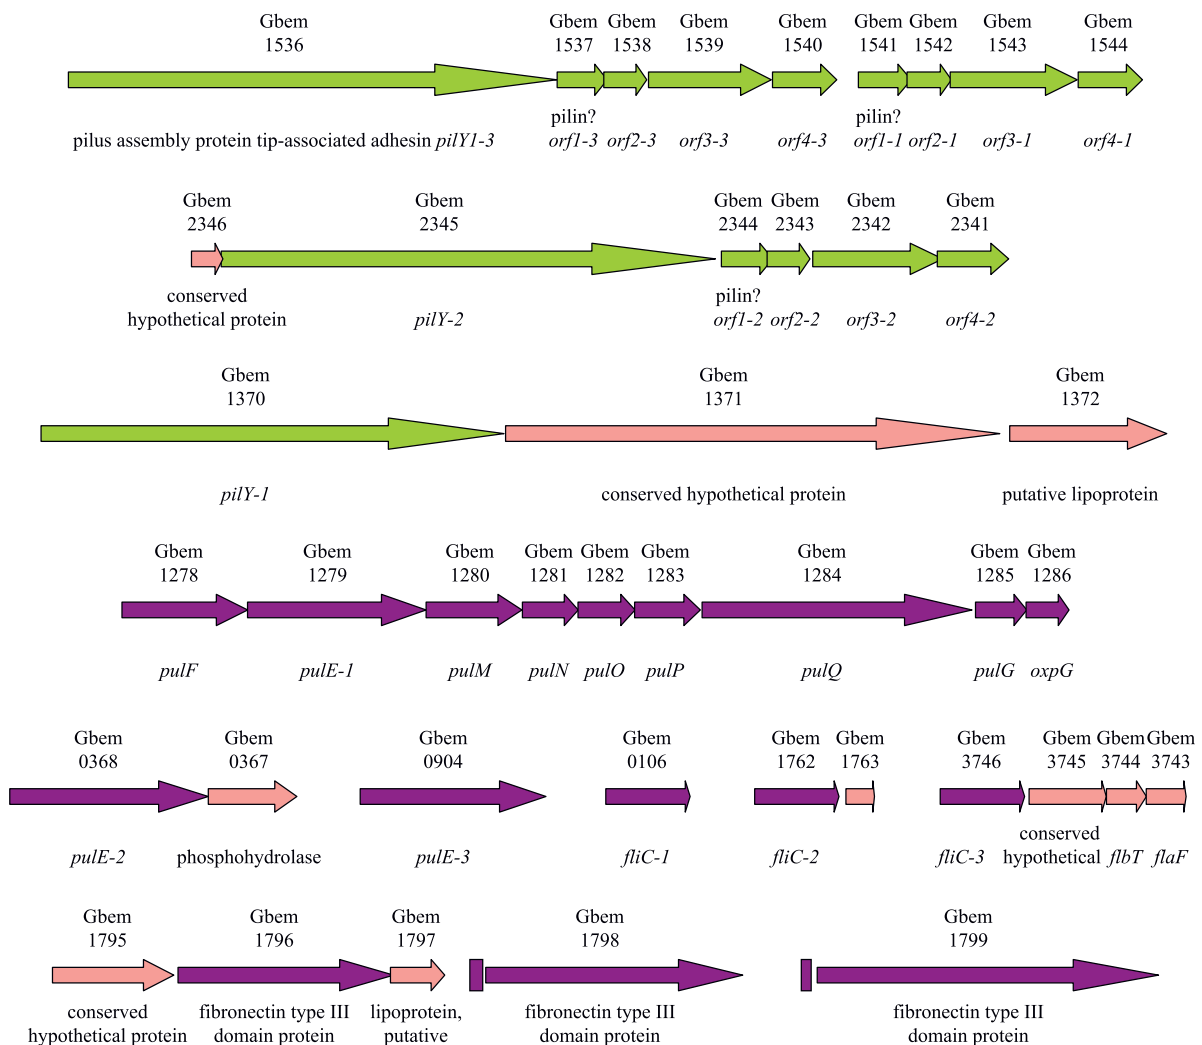 Gbem Gbem Gbem Gbem Gbem Gbem Gbem Gbem Gbem
1536 1537 1538 1539 1540 1541 1542 1543 1544
pilin? pilin?
pilus assembly protein tip-associated adhesin pilY1-3 orf1-3 orf2-3 orf3-3 orf4-3 orf1-1 orf2-1 orf3-1 orf4-1
Gbem Gbem Gbem Gbem Gbem Gbem
2346 2345 2344 2343 2342 2341
conserved pilin?
hypothetical protein pilY-2 orf1-2 orf2-2 orf3-2 orf4-2
Gbem Gbem Gbem
1370 1371 1372
pilY-1 conserved hypothetical protein putative lipoprotein
Gbem Gbem Gbem Gbem Gbem Gbem Gbem Gbem Gbem
1278 1279 1280 1281 1282 1283 1284 1285 1286
pulF pulE-1 pulM pulN pulO pulP pulQ pulG oxpG
Gbem Gbem Gbem Gbem Gbem Gbem Gbem Gbem Gbem Gbem
0368 0367 0904 0106 1762 1763 3746 3745 3744 3743
conserved
pulE-2 phosphohydrolase pulE-3 fliC-1 fliC-2 fliC-3 hypothetical flbT flaF
Gbem Gbem Gbem Gbem Gbem
1795 1796 1797 1798 1799
conserved fibronectin type III lipoprotein, fibronectin type III fibronectin type III
hypothetical protein domain protein putative domain protein domain protein